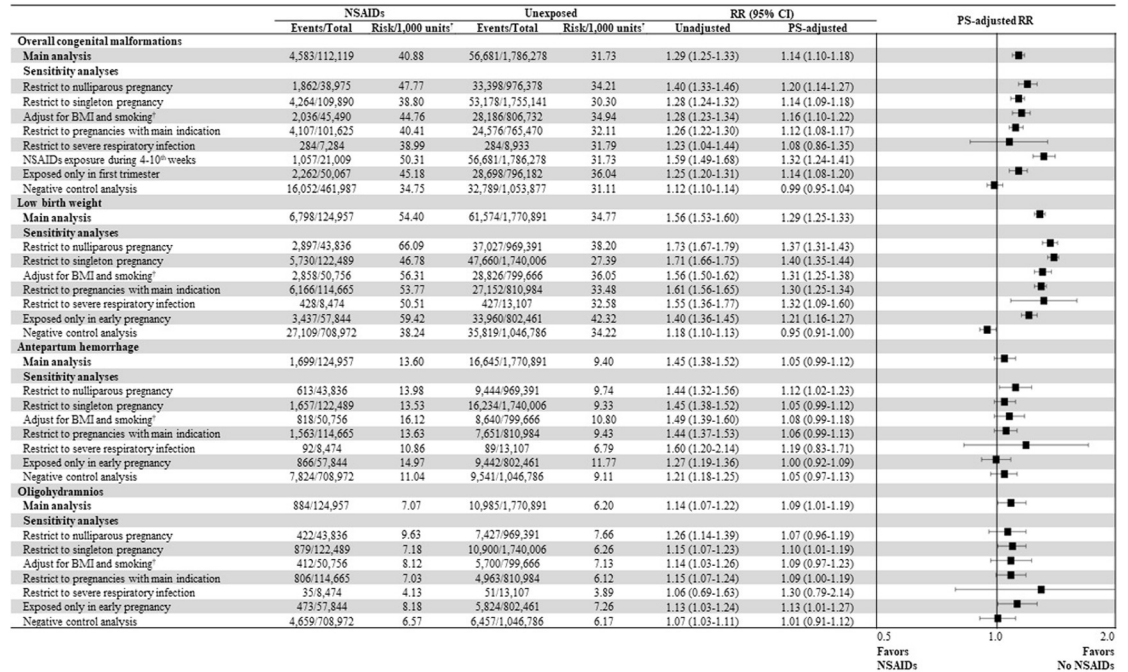 NSAIDs Unexposed RR (95% CI) PS-adjusted RR
Events/Total Risk/1,000 units* Events/Total Risk/1,000 units* Unadjusted PS-adjusted
Overall congenital malformations
Main analysis 4,583/112,119 40.88 56,681/1,786,278 31.73 1.29 (1.25-1.33) 1.14 (1.10-1.18)
Sensitivity analyses
Restrict to nulliparous pregnancy 1,862/38,975 47.77 33,398/976,378 34.21 1.40 (1.33-1.46) 1.20 (1.14-1.27)
Restrict to singleton pregnancy 4,264/109,890 38.80 53,178/1,755,141 30.30 1.28 (1.24-1.32) 1.14 (1.09-1.18)
Adjust for BMI and smoking† 2,036/45,490 44.76 28,186/806,732 34.94 1.28 (1.23-1.34) 1.16 (1.10-1.22)
Restrict to pregnancies with main indication 4,107/101,625 40.41 24,576/765,470 32.11 1.26 (1.22-1.30) 1.12 (1.08-1.17)
Restrict to severe respiratory infection 284/7,284 38.99 284/8,933 31.79 1.23 (1.04-1.44) 1.08 (0.86-1.35)
NSAIDs exposure during 4-10th weeks 1,057/21,009 50.31 56,681/1,786,278 31.73 1.59 (1.49-1.68) 1.32 (1.24-1.41)
Exposed only in first trimester 2,262/50,067 45.18 28,698/796,182 36.04 1.25 (1.20-1.31) 1.14 (1.08-1.20)
Negative control analysis 16,052/461,987 34.75 32,789/1,053,877 31.11 1.12 (1.10-1.14) 0.99 (0.95-1.04)
Low birth weight
Main analysis 6,798/124,957 54.40 61,574/1,770,891 34.77 1.56 (1.53-1.60) 1.29 (1.25-1.33)
Sensitivity analyses
Restrict to nulliparous pregnancy 2,897/43,836 66.09 37,027/969,391 38.20 1.73 (1.67-1.79) 1.37 (1.31-1.43)
Restrict to singleton pregnancy 5,730/122,489 46.78 47,660/1,740,006 27.39 1.71 (1.66-1.75) 1.40 (1.35-1.44)
Adjust for BMI and smoking† 2,858/50,756 56.31 28,826/799,666 36.05 1.56 (1.50-1.62) 1.31 (1.25-1.38)
Restrict to pregnancies with main indication 6,166/114,665 53.77 27,152/810,984 33.48 1.61 (1.56-1.65) 1.30 (1.25-1.34)
Restrict to severe respiratory infection 428/8,474 50.51 427/13,107 32.58 1.55 (1.36-1.77) 1.32 (1.09-1.60)
Exposed only in early pregnancy 3,437/57,844 59.42 33,960/802,461 42.32 1.40 (1.36-1.45) 1.21 (1.16-1.27)
Negative control analysis 27,109/708,972 38.24 35,819/1,046,786 34.22 1.18 (1.10-1.13) 0.95 (0.91-1.00)
Antepartum hemorrhage
Main analysis 1,699/124,957 13.60 16,645/1,770,891 9.40 1.45 (1.38-1.52) 1.05 (0.99-1.12)
Sensitivity analyses
Restrict to nulliparous pregnancy 613/43,836 13.98 9,444/969,391 9.74 1.44 (1.32-1.56) 1.12 (1.02-1.23)
Restrict to singleton pregnancy 1,657/122,489 13.53 16,234/1,740,006 9.33 1.45 (1.38-1.52) 1.05 (0.99-1.12)
Adjust for BMI and smoking† 818/50,756 16.12 8,640/799,666 10.80 1.49 (1.39-1.60) 1.08 (0.99-1.18)
Restrict to pregnancies with main indication 1,563/114,665 13.63 7,651/810,984 9.43 1.44 (1.37-1.53) 1.06 (0.99-1.13)
Restrict to severe respiratory infection 92/8,474 10.86 89/13,107 6.79 1.60 (1.20-2.14) 1.19 (0.83-1.71)
Exposed only in early pregnancy 866/57,844 14.97 9,442/802,461 11.77 1.27 (1.19-1.36) 1.00 (0.92-1.09)
Negative control analysis 7,824/708,972 11.04 9,541/1,046,786 9.11 1.21 (1.18-1.25) 1.05 (0.97-1.13)
Oligohydramnios
Main analysis 884/124,957 7.07 10,985/1,770,891 6.20 1.14 (1.07-1.22) 1.09 (1.01-1.19)
Sensitivity analyses
Restrict to nulliparous pregnancy 422/43,836 9.63 7,427/969,391 7.66 1.26 (1.14-1.39) 1.07 (0.96-1.19)
Restrict to singleton pregnancy 879/122,489 7.18 10,900/1,740,006 6.26 1.15 (1.07-1.23) 1.10 (1.01-1.19)
Adjust for BMI and smoking† 412/50,756 8.12 5,700/799,666 7.13 1.14 (1.03-1.26) 1.09 (0.97-1.23)
Restrict to pregnancies with main indication 806/114,665 7.03 4,963/810,984 6.12 1.15 (1.07-1.24) 1.09 (1.00-1.19)
Restrict to severe respiratory infection 35/8,474 4.13 51/13,107 3.89 1.06 (0.69-1.63) 1.30 (0.79-2.14)
Exposed only in early pregnancy 473/57,844 8.18 5,824/802,461 7.26 1.13 (1.03-1.24) 1.13 (1.01-1.27)
Negative control analysis 4,659/708,972 6.57 6,457/1,046,786 6.17 1.07 (1.03-1.11) 1.01 (0.91-1.12)
0.5 1.0 2.0
Favors Favors
NSAIDs No NSAIDs